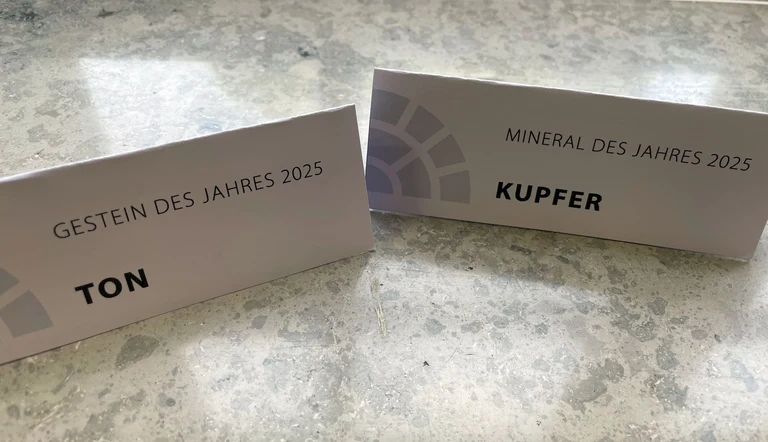 GESTEIN DES JAHRES 2025
TON
MINERAL DES JAHRES 2025
KUPFER